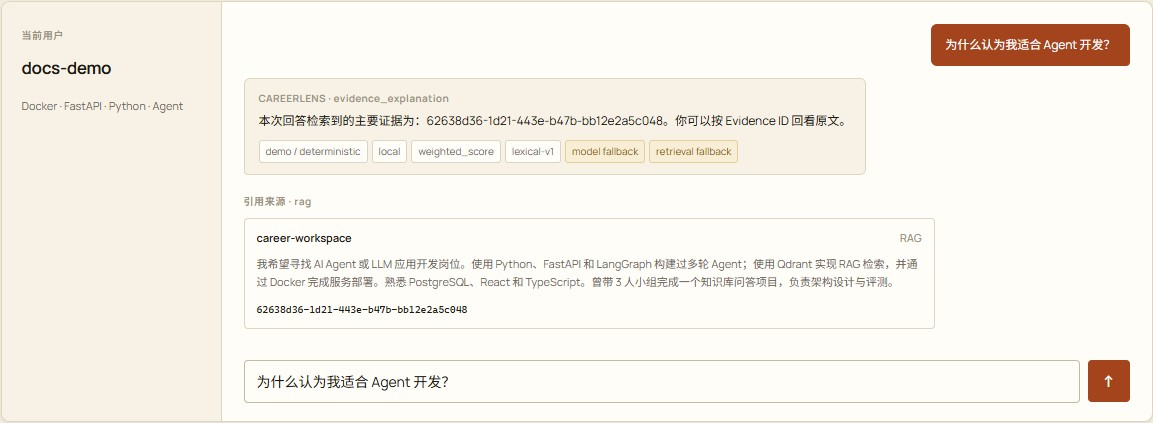 当前用户
docs-demo
Docker · FastAPI · Python · Agent
为什么认为我适合 Agent 开发？
CAREERLENS · evidence_explanation
本次回答检索到的主要证据为：62638d36-1d21-443e-b47b-bb12e2a5c048。你可以按 Evidence ID 回看原文。
demo / deterministic
local
weighted_score
lexical-v1
model fallback
retrieval fallback
引用来源 · rag
career-workspace
RAG
我希望寻找 AI Agent 或 LLM 应用开发岗位。使用 Python、FastAPI 和 LangGraph 构建过多轮 Agent；使用 Qdrant 实现 RAG 检索，并通
过 Docker 完成服务部署。熟悉 PostgreSQL、React 和 TypeScript。曾带 3 人小组完成一个知识库问答项目，负责架构设计与评测。
62638d36-1d21-443e-b47b-bb12e2a5c048
为什么认为我适合 Agent 开发？
↑